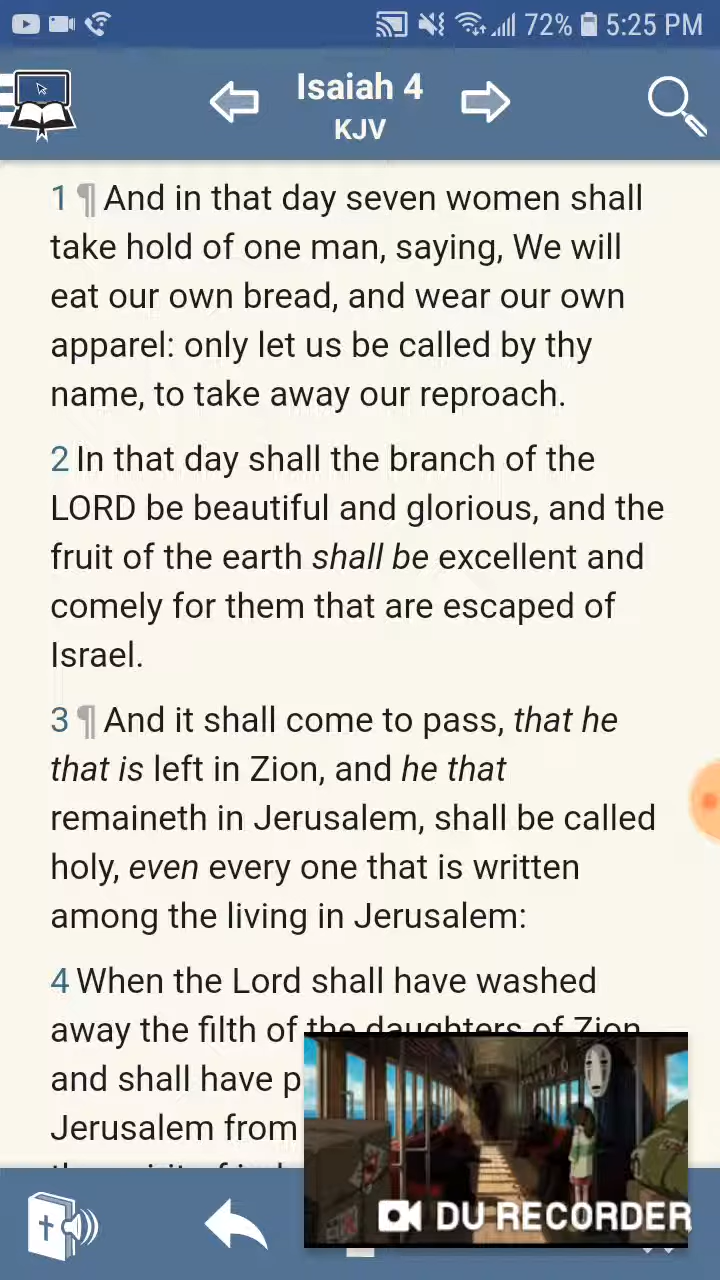 72% 5:25 PM
Isaiah 4
KJV
1 ¶ And in that day seven women shall
take hold of one man, saying, We will
eat our own bread, and wear our own
apparel: only let us be called by thy
name, to take away our reproach.
2 In that day shall the branch of the
LORD be beautiful and glorious, and the
fruit of the earth shall be excellent and
comely for them that are escaped of
Israel.
3 ¶ And it shall come to pass, that he
that is left in Zion, and he that
remaineth in Jerusalem, shall be called
holy, even every one that is written
among the living in Jerusalem:
4 When the Lord shall have washed
away the filth of the daughters of Zion
and shall have
Jerusalem from
DU RECORDER